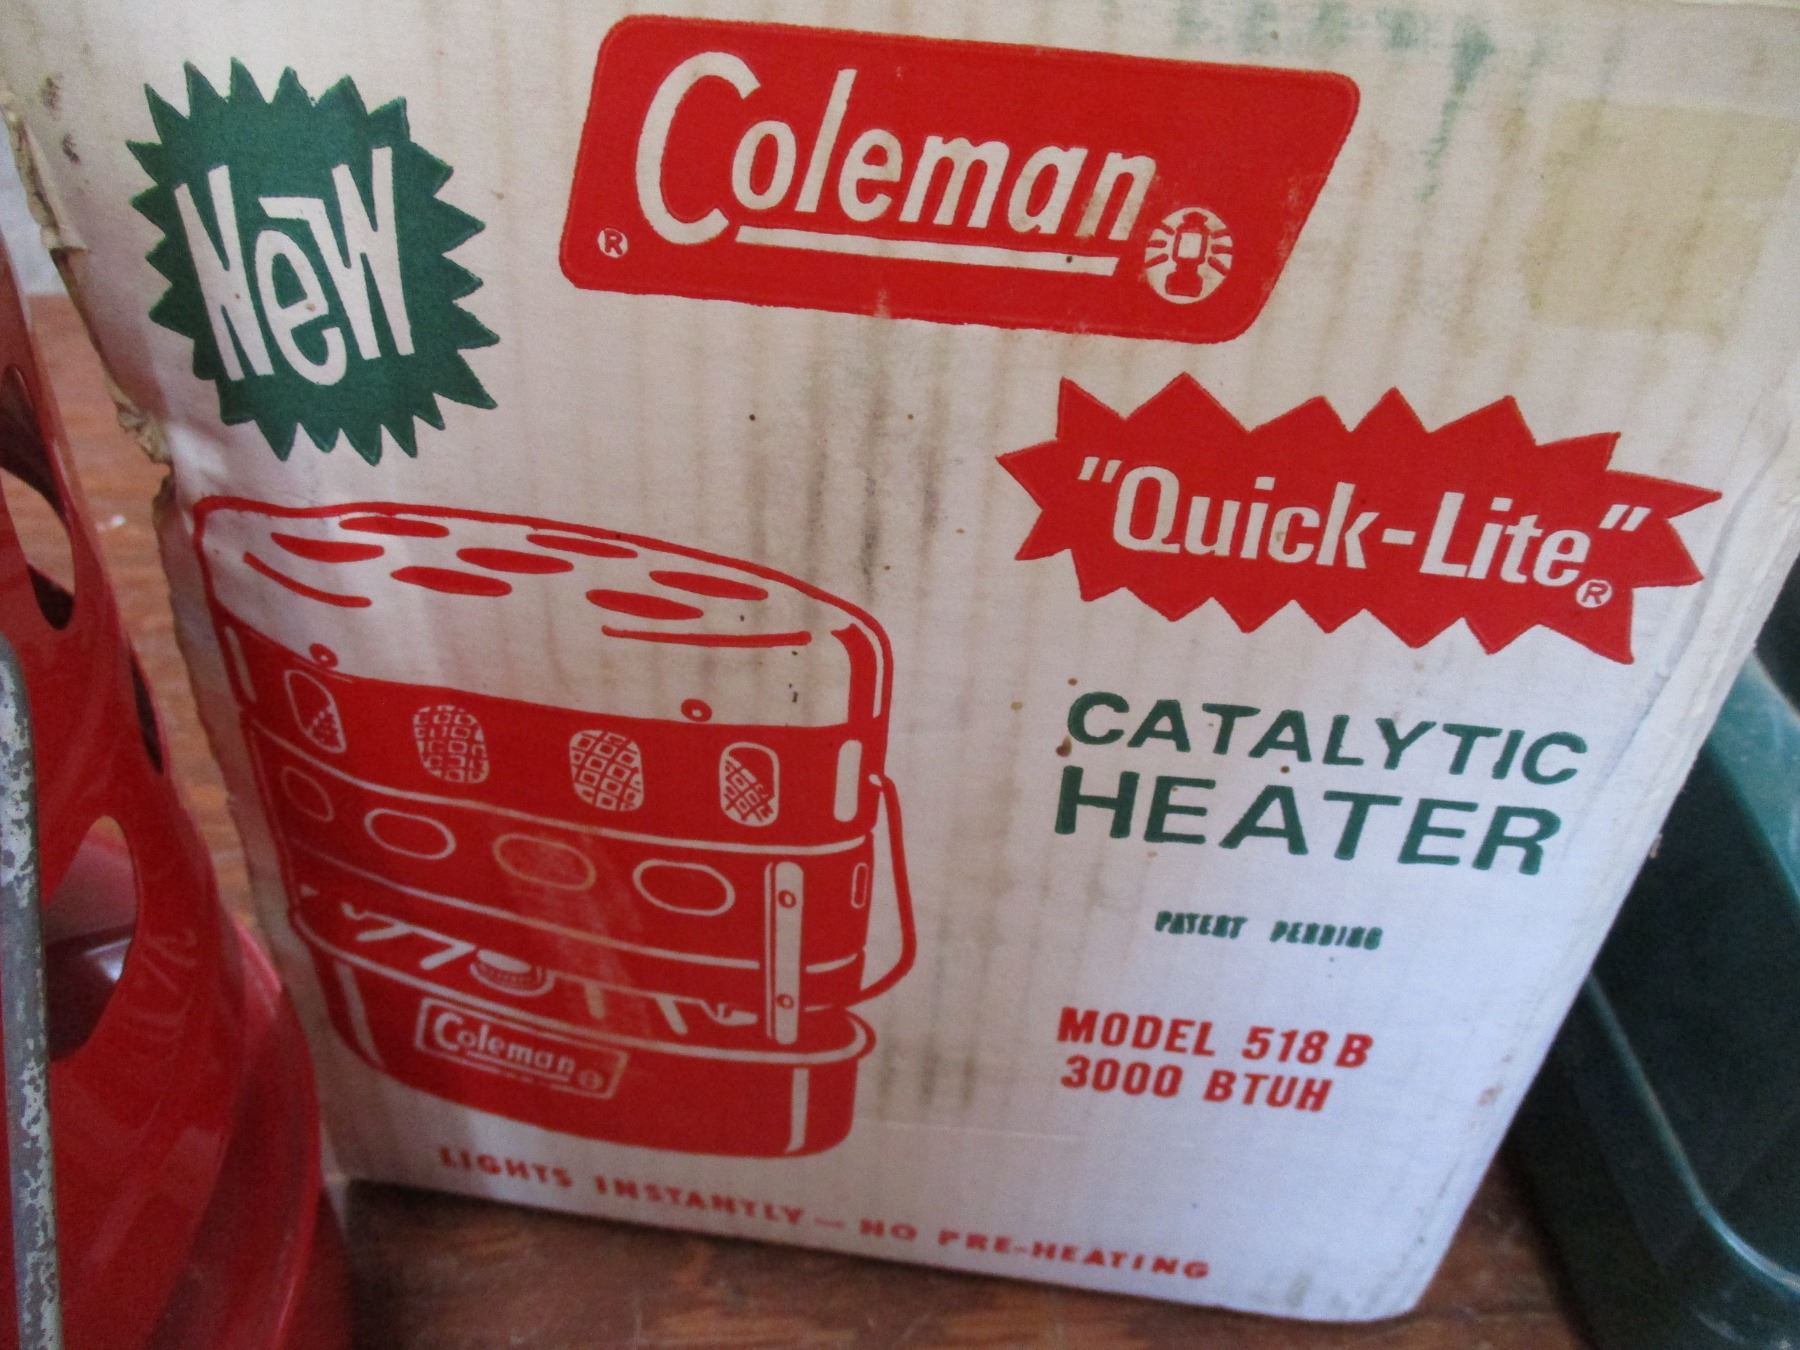 New
Coleman
®
"Quick-Lite"
®
CATALYTIC
HEATER
PATENT PENDING
MODEL 518 B
3000 BTUH
Coleman
LIGHTS INSTANTLY — NO PRE-HEATING